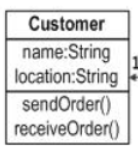 Customer
name:String
location:String
1
sendOrder()
receiveOrder()